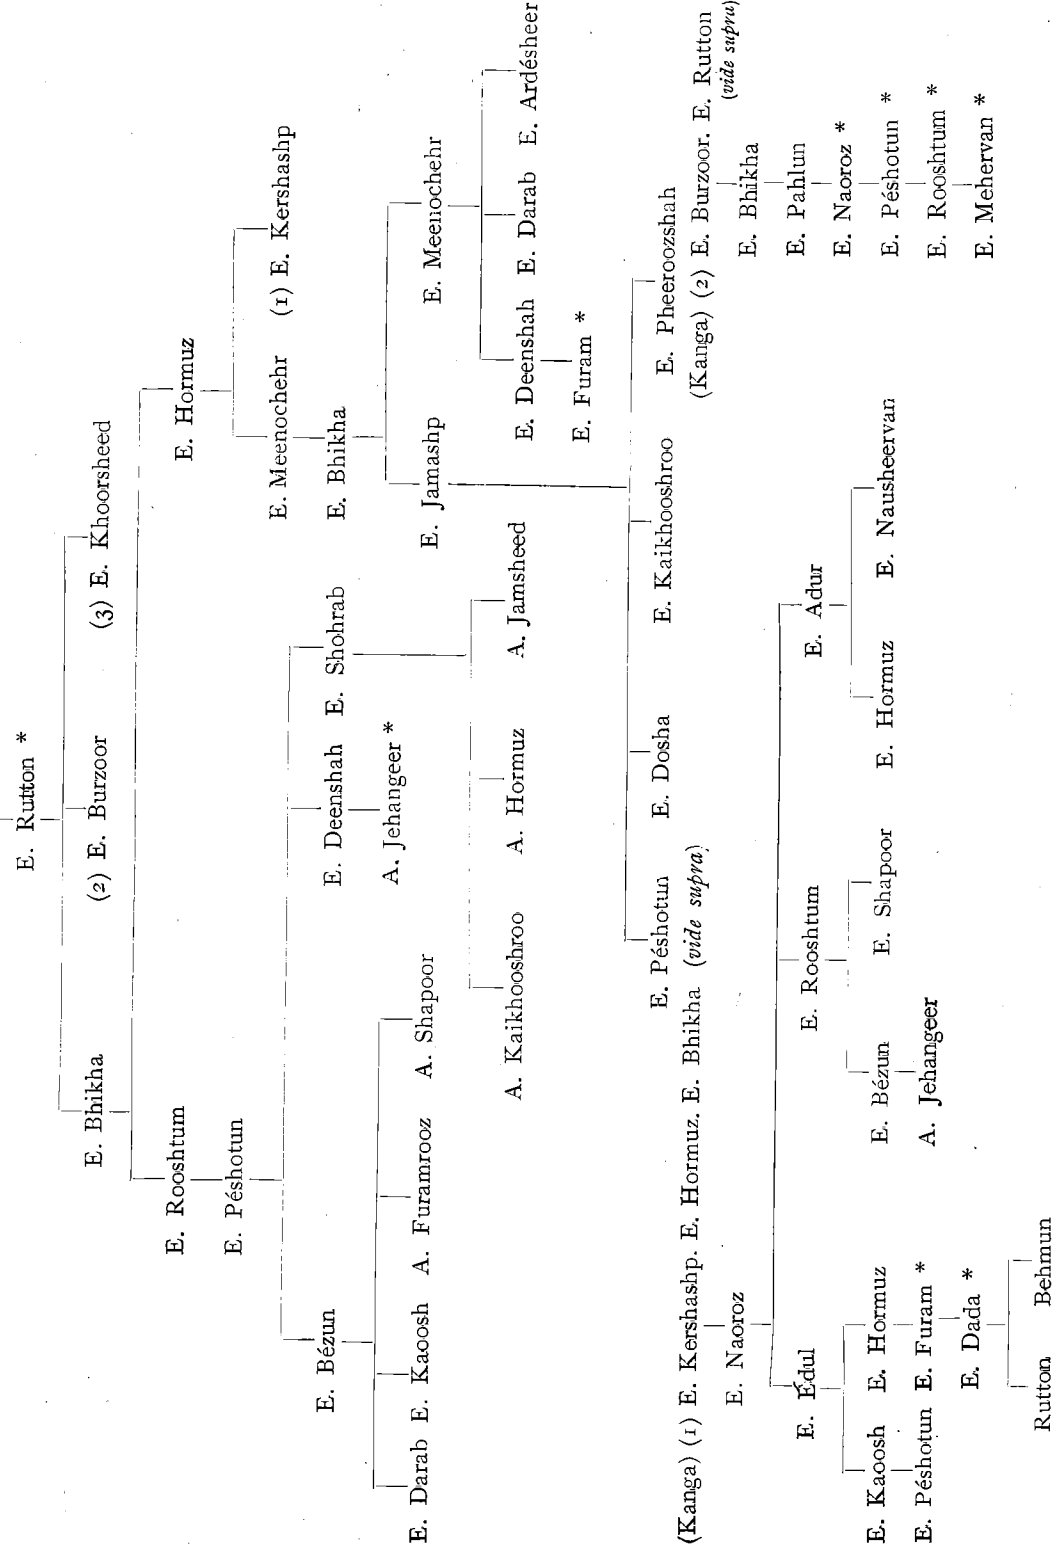 E. Rutton *
E. Bhikha (2) E. Burzoor (3) E. Khoorsheed
E. Rooshtum E. Hormuz
E. Péshotun
E. Meenochehr (1) E. Kershashp
E. Bézun E. Deenshah E. Shohrab E. Bhikha
A. Jehangeer *
E. Darab E. Kaoosh A. Furamrooz A. Shapoor E. Jamashp E. Meenochehr
A. Kaikhooshroo A. Hormuz A. Jamsheed E. Deenshah E. Darab E. Ardésheer
E. Furam *
E. Péshotun E. Dosha E. Kaikhooshroo E. Pheeroozshah
(Kanga) (1) E. Kershashp. E. Hormuz. E. Bhikha (vide supra) (Kanga) (2) E. Burzoor. E. Rutton
(vide supra)
E. Naoroz E. Bhikha
E. Pahlun
E. Édul E. Rooshtum E. Adur E. Naoroz *
E. Kaoosh E. Hormuz E. Bézun E. Shapoor E. Hormuz E. Nausheervan E. Péshotun *
E. Péshotun E. Furam * A. Jehangeer E. Rooshtum *
E. Dada * E. Mehervan *
Rutton Behmun